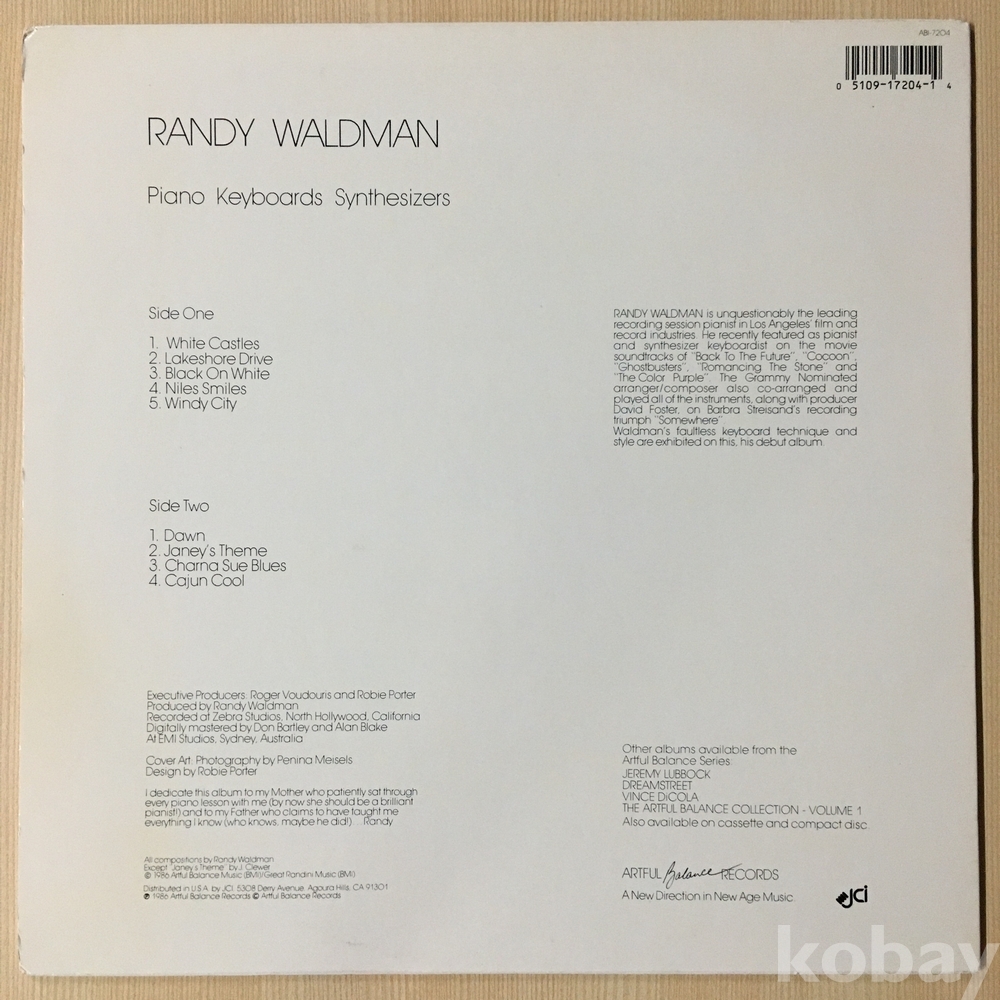 ABI-7204
0 5109-17204-1 4
RANDY WALDMAN
Piano Keyboards Synthesizers
Side One
1. White Castles
2. Lakeshore Drive
3. Black On White
4. Niles Smiles
5. Windy City
RANDY WALDMAN is unquestionably the leading
recording session pianist in Los Angeles' film and
record industries. He recently featured as pianist
and synthesizer keyboardist on the movie
soundtracks of "Back To The Future", "Cocoon",
"Ghostbusters", "Romancing The Stone" and
"The Color Purple". The Grammy Nominated
arranger/composer also co-arranged and
played all of the instruments, along with producer
David Foster, on Barbra Streisand's recording
triumph "Somewhere".
Waldman's faultless keyboard technique and
style are exhibited on this, his debut album.
Side Two
1. Dawn
2. Janey's Theme
3. Charna Sue Blues
4. Cajun Cool
Executive Producers: Roger Voudouris and Robie Porter
Produced by Randy Waldman
Recorded at Zebra Studios, North Hollywood, California
Digitally mastered by Don Bartley and Alan Blake
At EMI Studios, Sydney, Australia
Cover Art: Photography by Penina Meisels
Design by Robie Porter
I dedicate this album to my Mother who patiently sat through
every piano lesson with me (by now she should be a brilliant
pianist!) and to my Father who claims to have taught me
everything I know (who knows, maybe he did!)... Randy
All compositions by Randy Waldman
Except "Janey's Theme" by J. Clewer
© 1986 Artful Balance Music (BMI)/Great Randini Music (BMI)
Distributed in U.S.A. by JCI, 5308 Derry Avenue, Agoura Hills, CA 91301
℗ 1986 Artful Balance Records © Artful Balance Records
Other albums available from the
Artful Balance Series:
JEREMY LUBBOCK
DREAMSTREET
VINCE DiCOLA
THE ARTFUL BALANCE COLLECTION - VOLUME 1
Also available on cassette and compact disc.
ARTFUL Balance RECORDS
A New Direction in New Age Music.
JCi
kobay